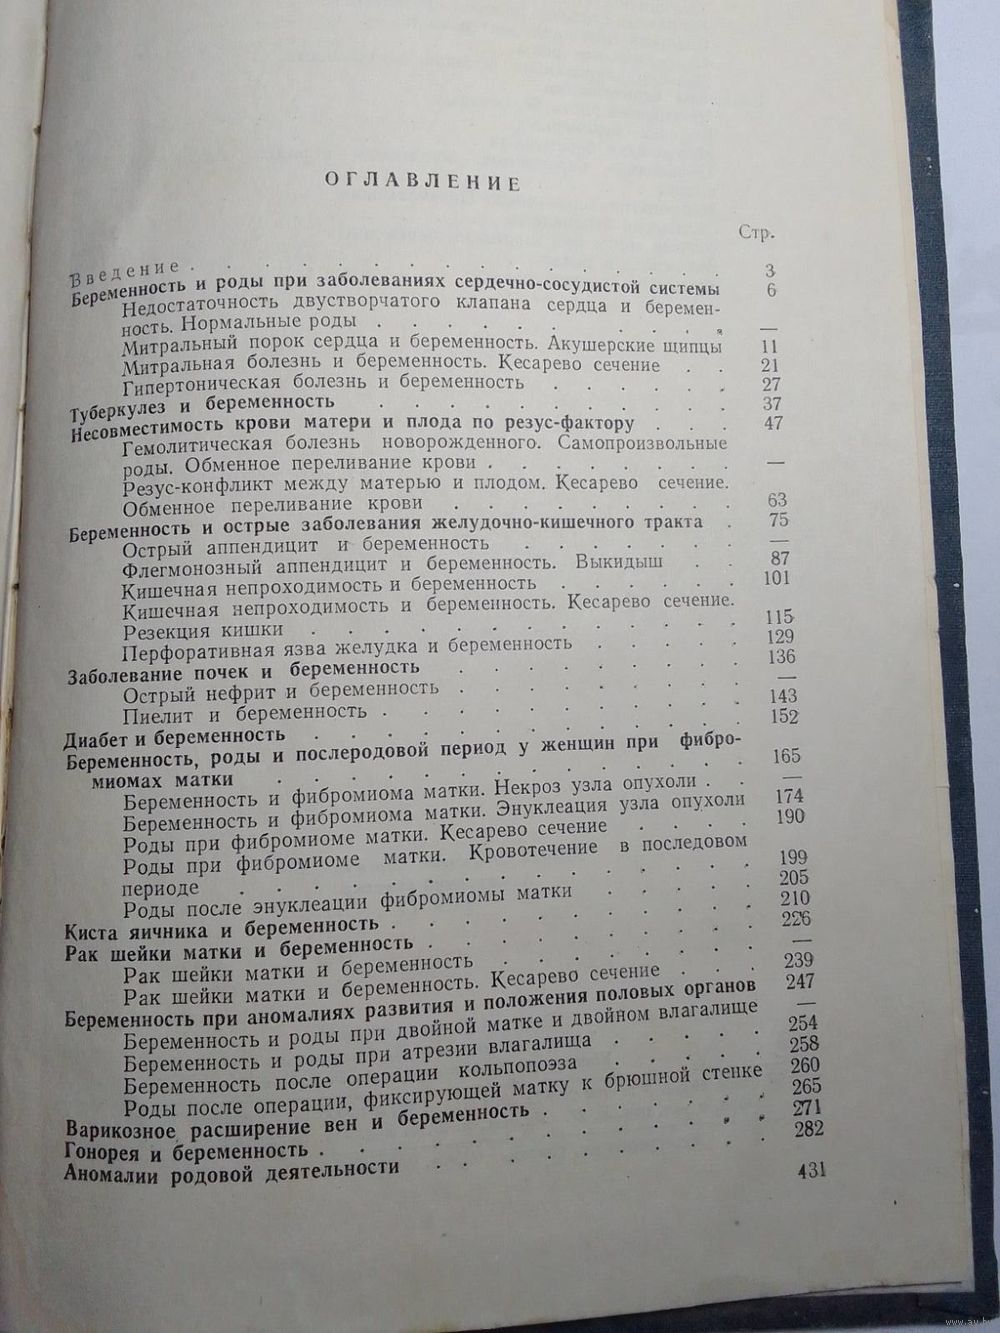 ОГЛАВЛЕНИЕ
Стр.
Введение . . . . . . . . . . . . . 3
Беременность и роды при заболеваниях сердечно-сосудистой системы 6
Недостаточность двустворчатого клапана сердца и беремен-
ность. Нормальные роды . . . . . . . . . . —
Митральный порок сердца и беременность. Акушерские щипцы 11
Митральная болезнь и беременность. Кесарево сечение . . 21
Гипертоническая болезнь и беременность . . . . . . 27
Туберкулез и беременность . . . . . . . . . . 37
Несовместимость крови матери и плода по резус-фактору . . . 47
Гемолитическая болезнь новорожденного. Самопроизвольные
роды. Обменное переливание крови . . . . . . . —
Резус-конфликт между матерью и плодом. Кесарево сечение.
Обменное переливание крови . . . . . . . . . 63
Беременность и острые заболевания желудочно-кишечного тракта . 75
Острый аппендицит и беременность . . . . . . . —
Флегмонозный аппендицит и беременность. Выкидыш . . 87
Кишечная непроходимость и беременность . . . . . . 101
Кишечная непроходимость и беременность. Кесарево сечение.
Резекция кишки . . . . . . . . . . . . 115
Перфоративная язва желудка и беременность . . . . . 129
Заболевание почек и беременность . . . . . . . . 136
Острый нефрит и беременность . . . . . . . . —
Пиелит и беременность . . . . . . . . . . 143
Диабет и беременность . . . . . . . . . . . 152
Беременность, роды и послеродовой период у женщин при фибро-
миомах матки . . . . . . . . . . . . 165
Беременность и фибромиома матки. Некроз узла опухоли . . —
Беременность и фибромиома матки. Энуклеация узла опухоли 174
Роды при фибромиоме матки. Кесарево сечение . . . . 190
Роды при фибромиоме матки. Кровотечение в последовом
периоде . . . . . . . . . . . . . . 199
Роды после энуклеации фибромиомы матки . . . . . 205
Киста яичника и беременность . . . . . . . . . 210
Рак шейки матки и беременность . . . . . . . . . 226
Рак шейки матки и беременность . . . . . . . —
Рак шейки матки и беременность. Кесарево сечение . . . 239
Беременность при аномалиях развития и положения половых органов 247
Беременность и роды при двойной матке и двойном влагалище —
Беременность и роды при атрезии влагалища . . . . . 254
Беременность после операции кольпопоэза . . . . . 258
Роды после операции, фиксирующей матку к брюшной стенке 260
Варикозное расширение вен и беременность . . . . . . 265
Гонорея и беременность . . . . . . . . . . . 271
Аномалии родовой деятельности . . . . . . . . . 282
431
www.av.by